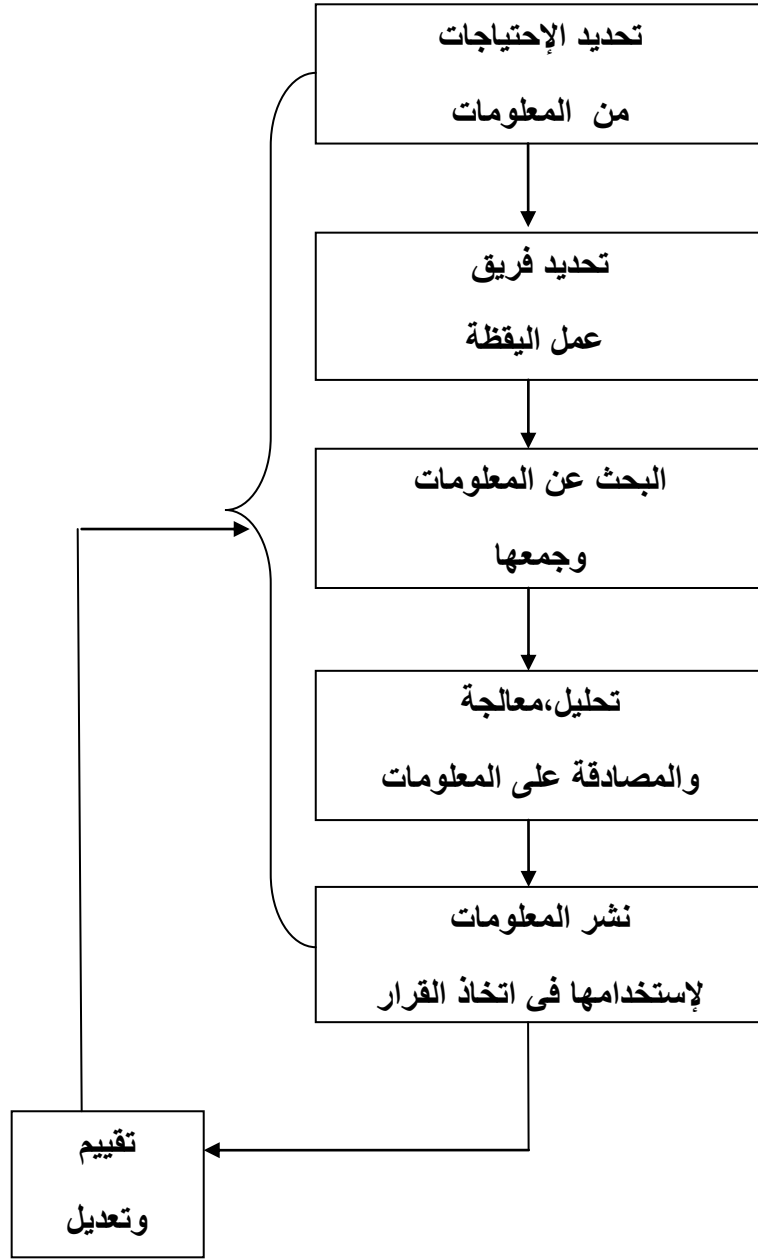 تحديد الإحتياجات
من المعلومات
تحديد فريق
عمل اليقظة
البحث عن المعلومات
وجمعها
تحليل،معالجة
والمصادقة على المعلومات
نشر المعلومات
لإستخدامها فى اتخاذ القرار
تقييم
وتعديل